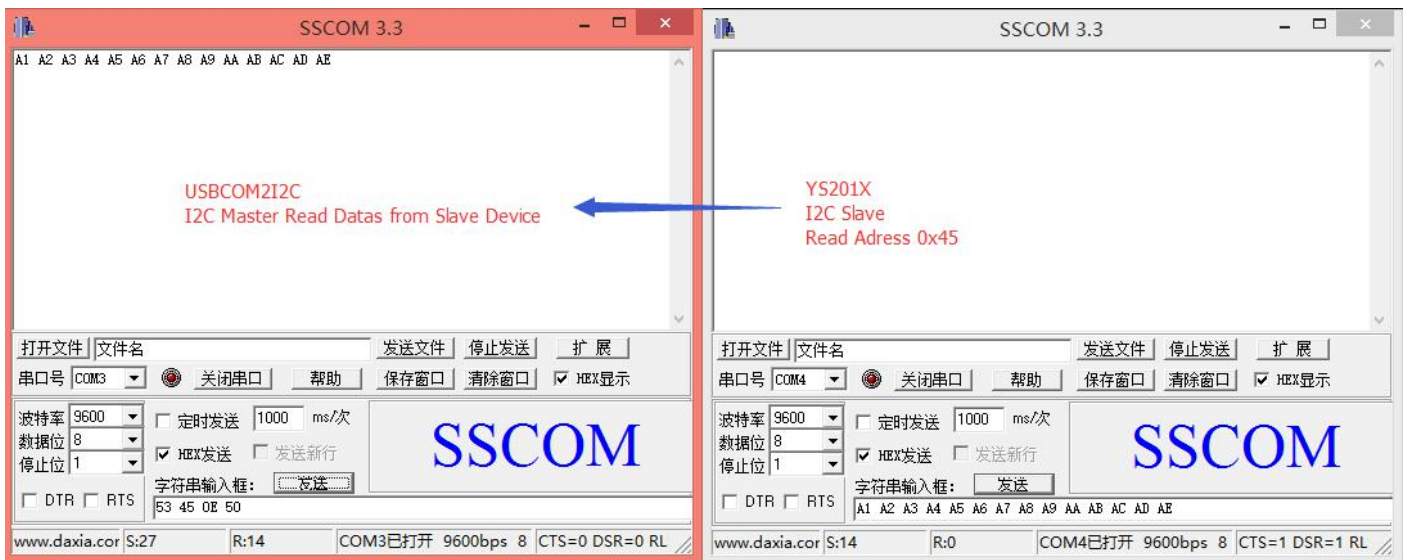 SSCOM 3.3
A1 A2 A3 A4 A5 A6 A7 A8 A9 AA AB AC AD AE
USBCOM2I2C
I2C Master Read Datas from Slave Device
打开文件 文件名 发送文件 停止发送 扩 展
串口号 COM3 关闭串口 帮助 保存窗口 清除窗口 HEX显示
波特率 9600 定时发送 1000 ms/次
数据位 8
HEX发送 发送新行
停止位 1
SSCOM
字符串输入框: 发送
DTR RTS
53 45 0E 50
www.daxia.cor S:27 R:14 COM3已打开 9600bps 8 CTS=0 DSR=0 RL
SSCOM 3.3
YS201X
I2C Slave
Read Adress 0x45
打开文件 文件名 发送文件 停止发送 扩 展
串口号 COM4 关闭串口 帮助 保存窗口 清除窗口 HEX显示
波特率 9600 定时发送 1000 ms/次
数据位 8
HEX发送 发送新行
停止位 1
SSCOM
字符串输入框: 发送
DTR RTS
A1 A2 A3 A4 A5 A6 A7 A8 A9 AA AB AC AD AE
www.daxia.cor S:14 R:0 COM4已打开 9600bps 8 CTS=1 DSR=1 RL